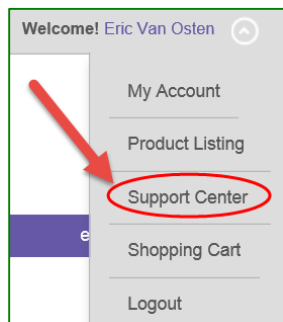 Welcome! Eric Van Osten
My Account
Product Listing
Support Center
e
Shopping Cart
Logout